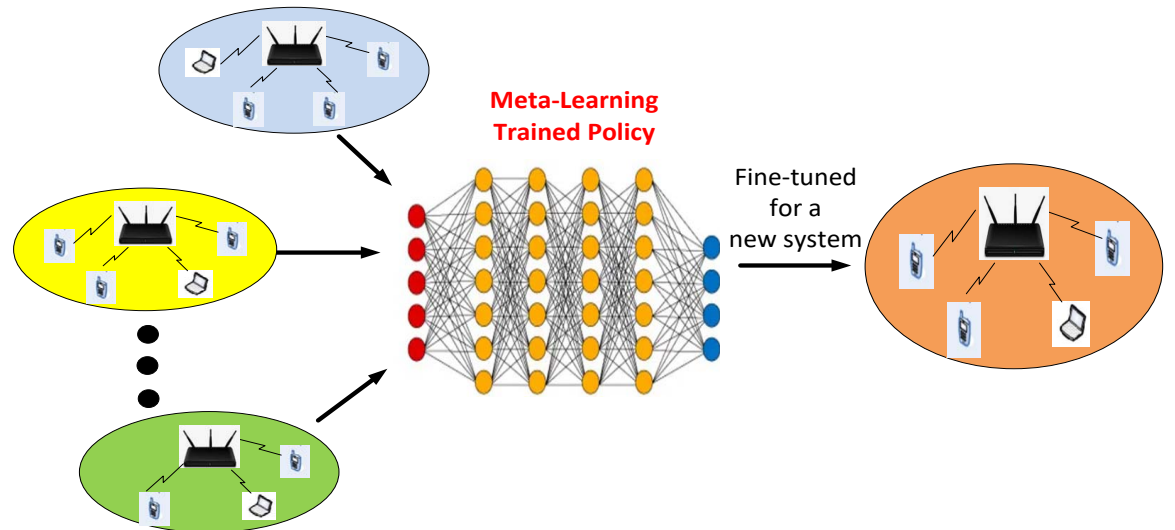 Meta-Learning
Trained Policy
Fine-tuned
for a
new system